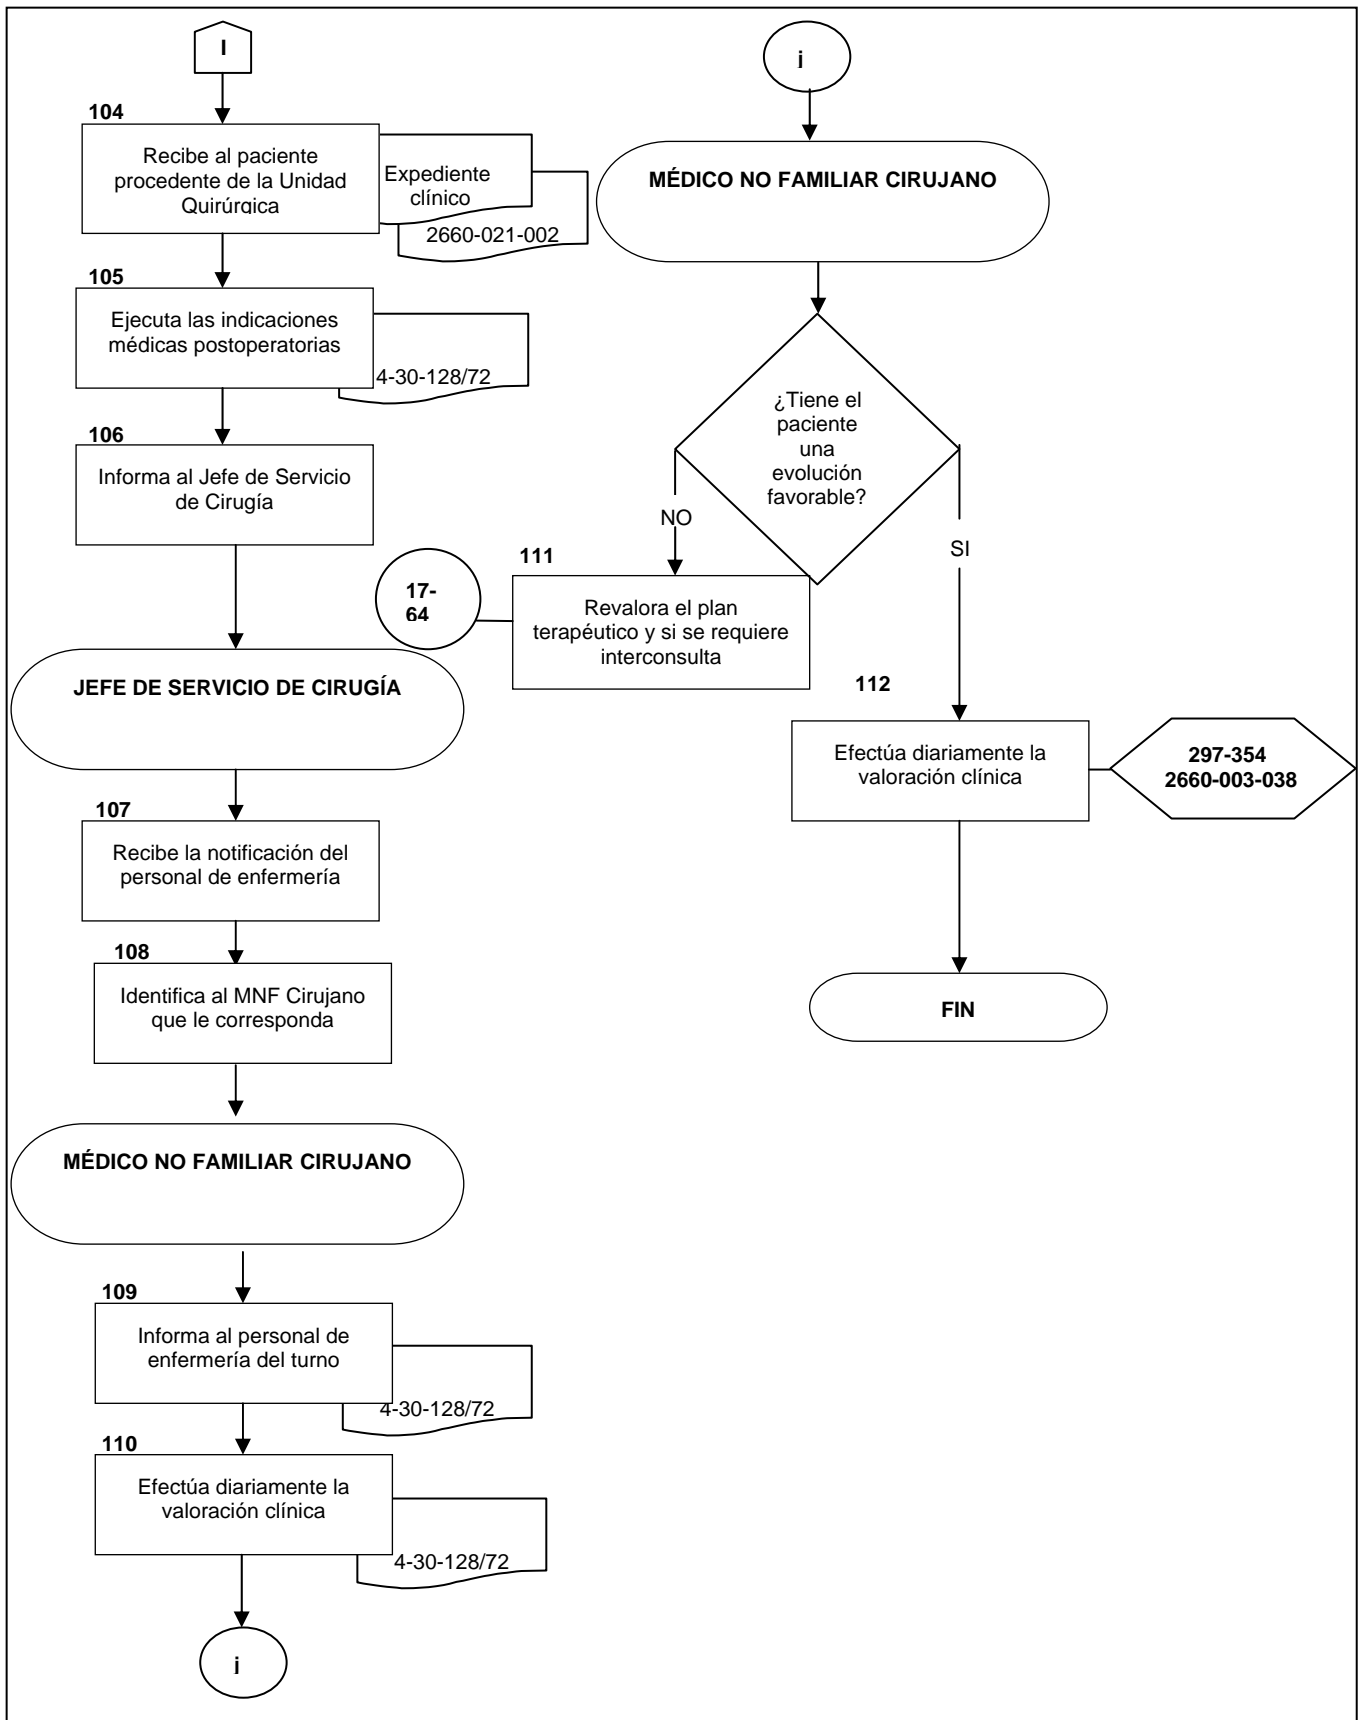 I
104
Recibe al paciente
procedente de la Unidad
Quirúrgica
Expediente
clínico
2660-021-002
105
Ejecuta las indicaciones
médicas postoperatorias
4-30-128/72
106
Informa al Jefe de Servicio
de Cirugía
JEFE DE SERVICIO DE CIRUGÍA
107
Recibe la notificación del
personal de enfermería
108
Identifica al MNF Cirujano
que le corresponda
MÉDICO NO FAMILIAR CIRUJANO
109
Informa al personal de
enfermería del turno
4-30-128/72
110
Efectúa diariamente la
valoración clínica
4-30-128/72
j
j
MÉDICO NO FAMILIAR CIRUJANO
¿Tiene el
paciente
una
evolución
favorable?
NO
SI
111
17-
64
Revalora el plan
terapéutico y si se requiere
interconsulta
112
Efectúa diariamente la
valoración clínica
297-354
2660-003-038
FIN